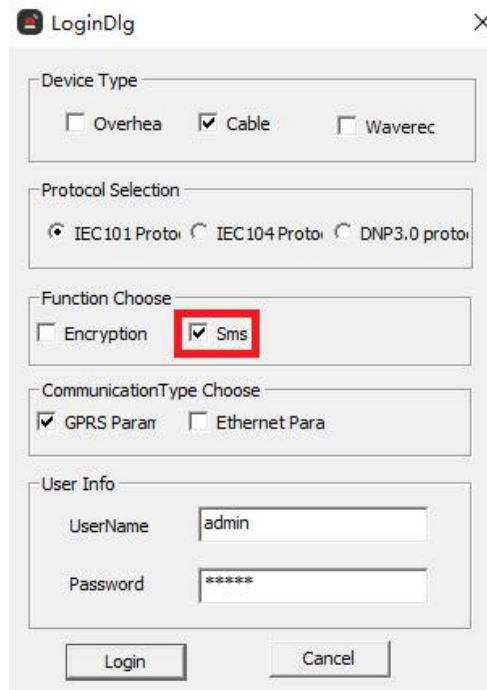 LoginDlg
Device Type
Overhea Cable Waverec
Protocol Selection
IEC101 Proto IEC104 Proto DNP3.0 proto
Function Choose
Encryption Sms
CommunicationType Choose
GPRS Param Ethernet Para
User Info
UserName admin
Password *****
Login Cancel